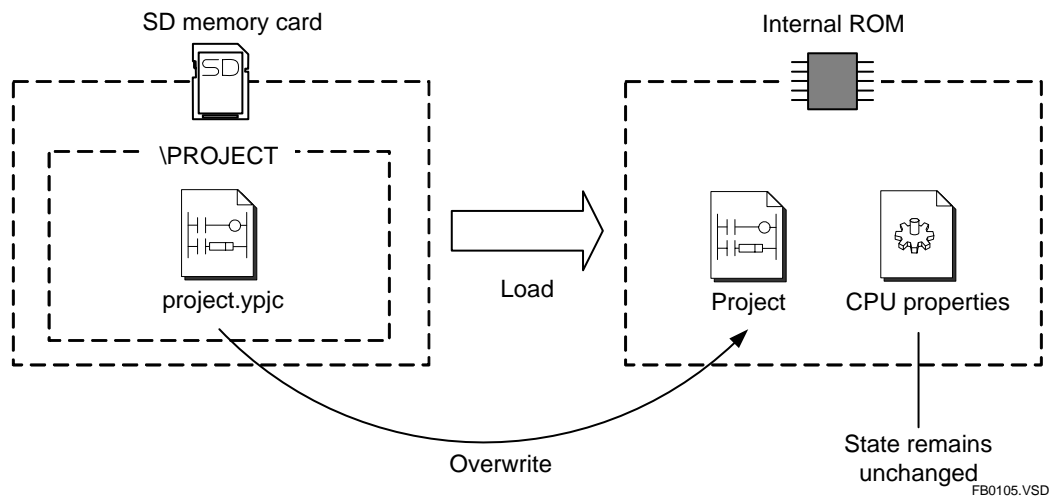 SD memory card
Internal ROM
SD
\PROJECT
project.ypjc
Load
Project
CPU properties
Overwrite
State remains
unchanged
FB0105.VSD